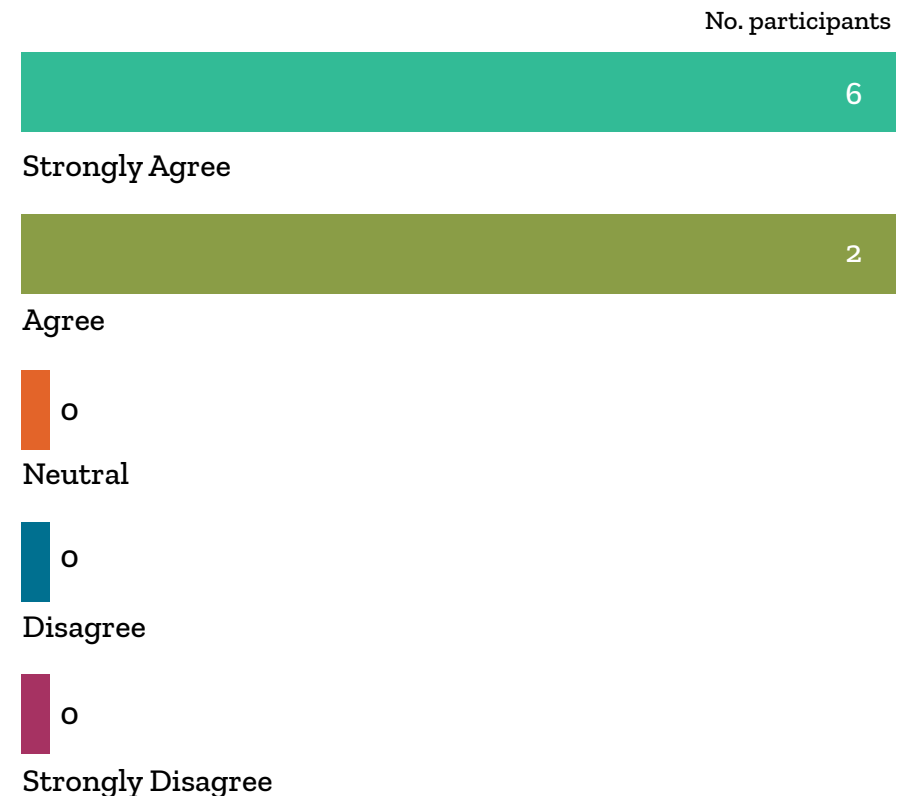 No. participants
6
Strongly Agree
2
Agree
0
Neutral
0
Disagree
0
Strongly Disagree